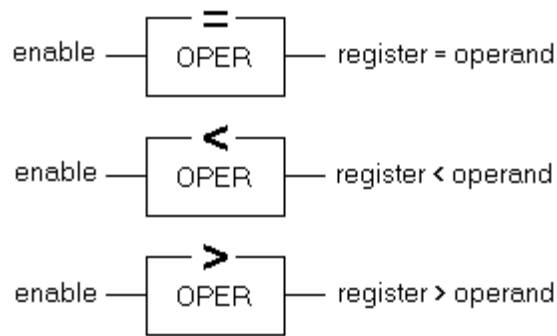 =
enable OPER register = operand
<
enable OPER register < operand
>
enable OPER register > operand